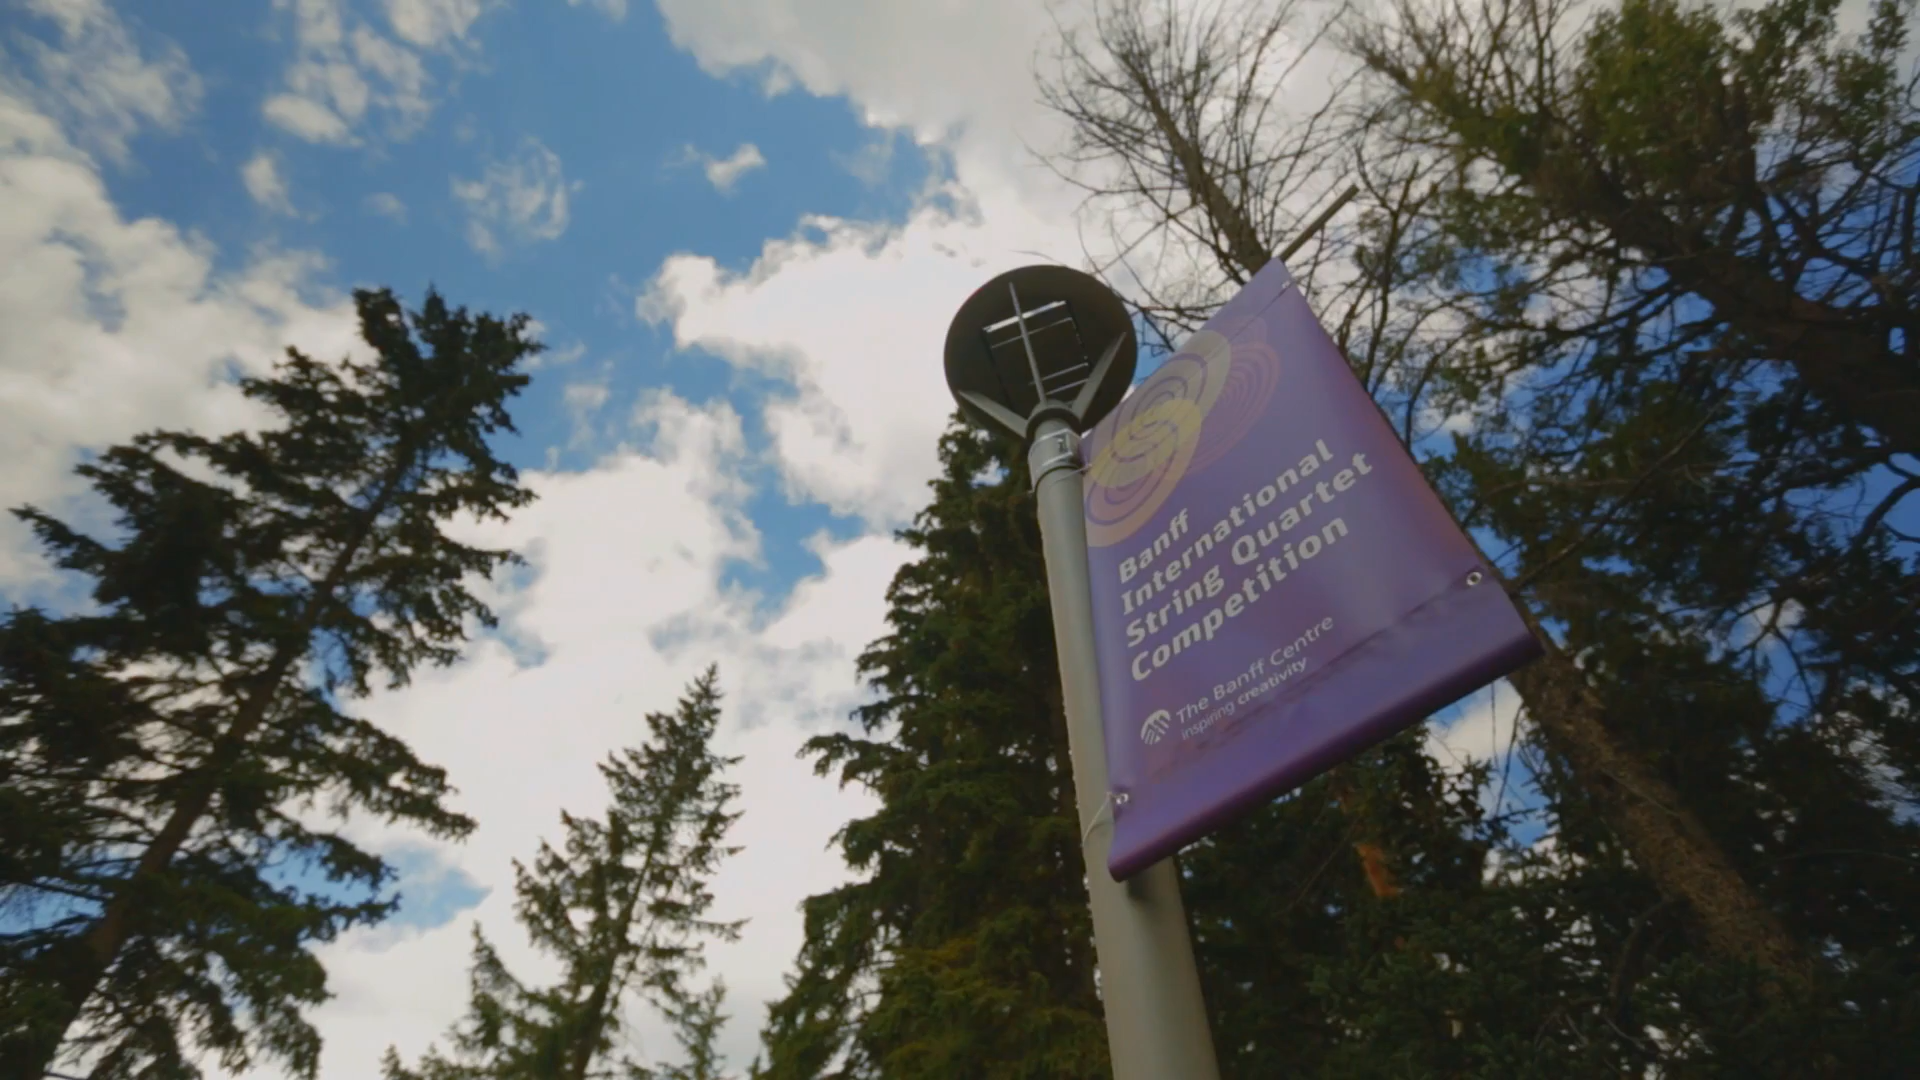 Banff
International
String Quartet
Competition
The Banff Centre
inspiring creativity